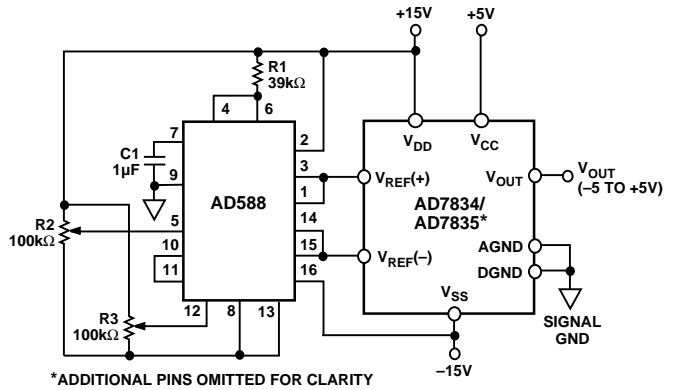 +15V
+5V
R1
39kΩ
4
6
7
2
C1
1µF
9
3
1
AD588
VDD
VCC
VREF(+)
VOUT
VOUT
(–5 TO +5V)
AD7834/
AD7835*
R2
100kΩ
5
14
10
15
11
16
VREF(–)
AGND
DGND
VSS
R3
100kΩ
12
8
13
SIGNAL
GND
–15V
*ADDITIONAL PINS OMITTED FOR CLARITY